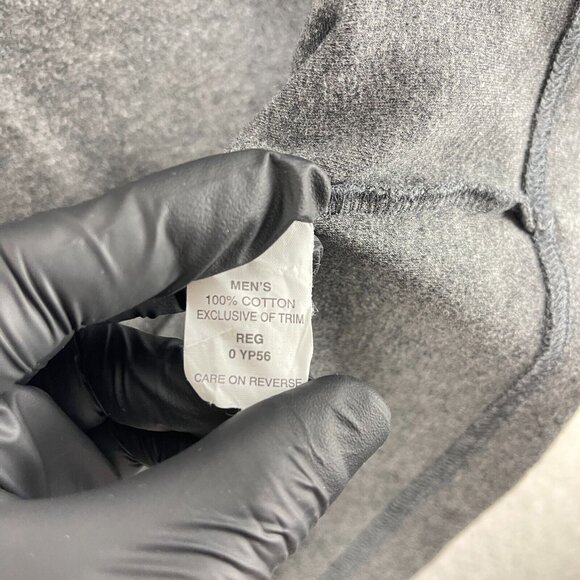 MEN'S
100% COTTON
EXCLUSIVE OF TRIM
REG
0 YP56
CARE ON REVERSE